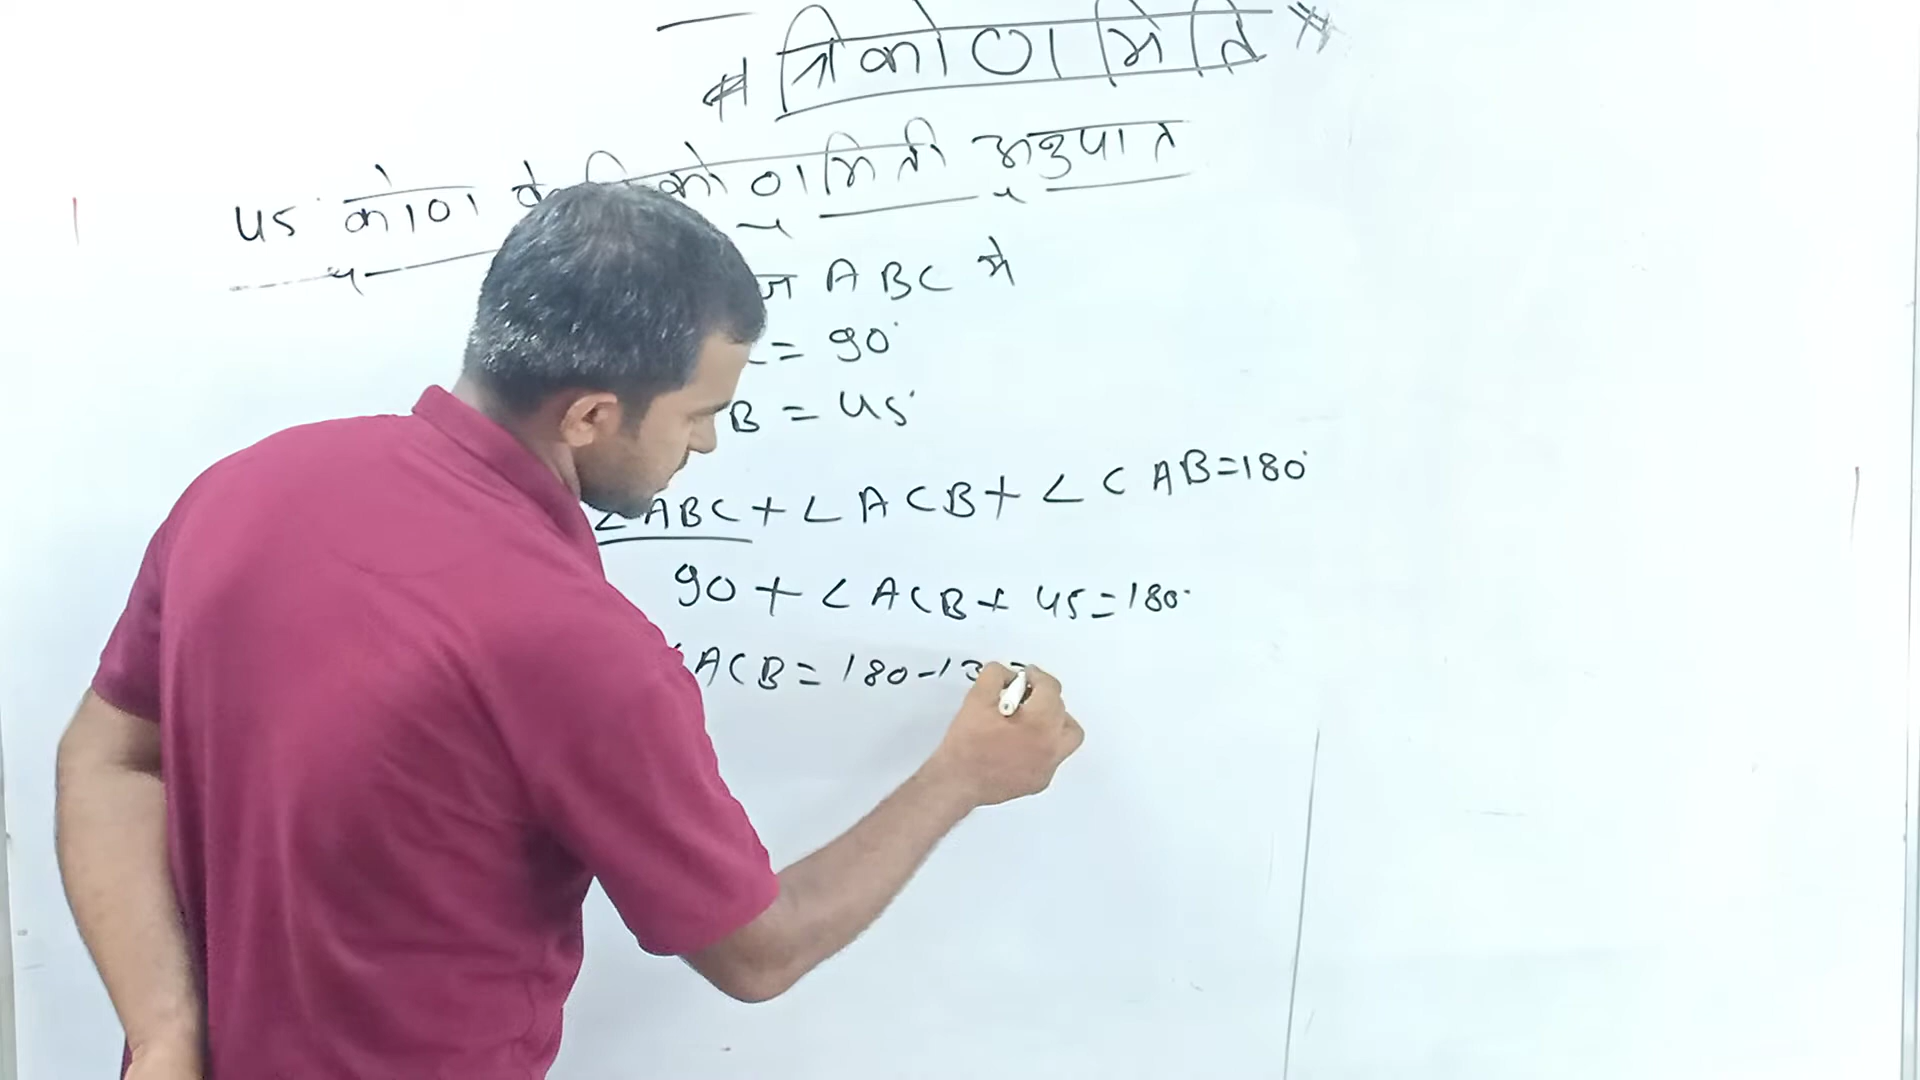 * त्रिकोणमिति *
45° कोण के त्रिकोणमिती अनुपात
ABC मे
= 90°
B = 45°
∠ABC + ∠ACB + ∠CAB = 180°
90 + ∠ACB + 45 = 180°
∠ACB = 180 - 13